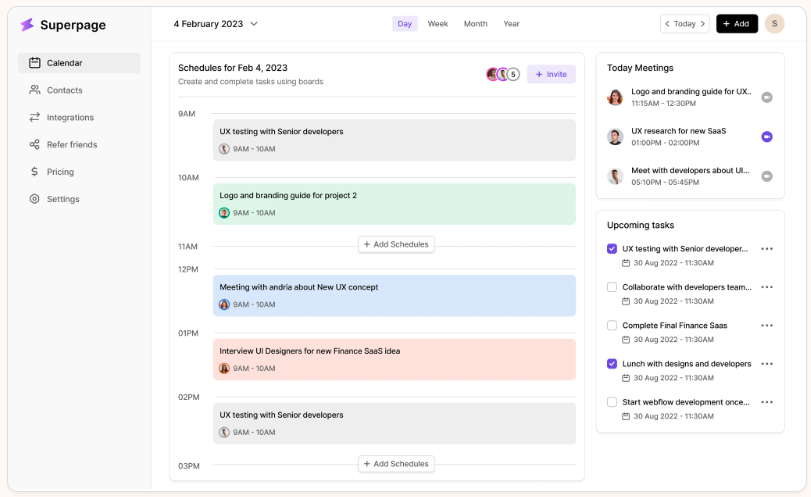 Superpage
Calendar
Contacts
Integrations
Refer friends
Pricing
Settings
4 February 2023
Day
Week
Month
Year
Today
Add
S
Schedules for Feb 4, 2023
Create and complete tasks using boards
5
Invite
9AM
UX testing with Senior developers
9AM - 10AM
10AM
Logo and branding guide for project 2
9AM - 10AM
11AM
+ Add Schedules
12PM
Meeting with andria about New UX concept
9AM - 10AM
01PM
Interview UI Designers for new Finance SaaS idea
9AM - 10AM
02PM
UX testing with Senior developers
9AM - 10AM
03PM
+ Add Schedules
Today Meetings
Logo and branding guide for UX..
11:15AM - 12:30PM
UX research for new SaaS
01:00PM - 02:00PM
Meet with developers about UI...
05:10PM - 05:45PM
Upcoming tasks
UX testing with Senior developer...
30 Aug 2022 - 11:30AM
Collaborate with developers team...
30 Aug 2022 - 11:30AM
Complete Final Finance Saas
30 Aug 2022 - 11:30AM
Lunch with designs and developers
30 Aug 2022 - 11:30AM
Start webflow development once...
30 Aug 2022 - 11:30AM